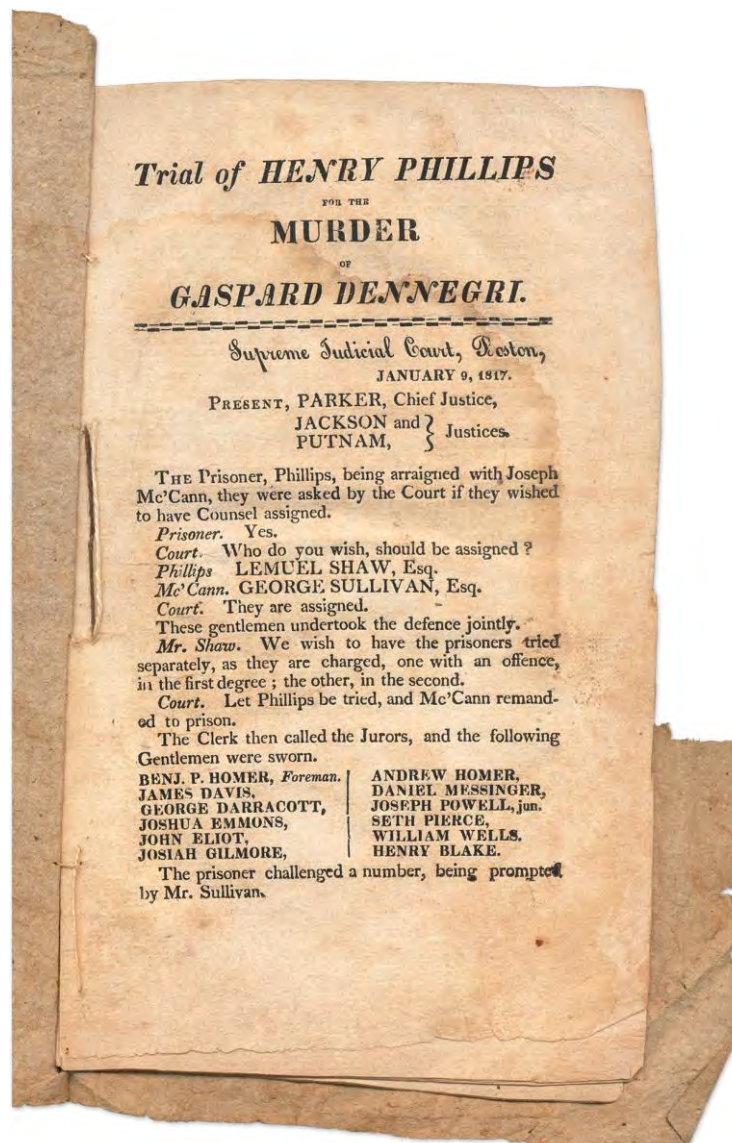 Trial of HENRY PHILLIPS
FOR THE
MURDER
OF
GASPARD DENNEGRI.
Supreme Judicial Court, Boston,
JANUARY 9, 1817.
PRESENT, PARKER, Chief Justice,
JACKSON and } Justices.
PUTNAM,
THE Prisoner, Phillips, being arraigned with Joseph
Mc'Cann, they were asked by the Court if they wished
to have Counsel assigned.
Prisoner. Yes.
Court. Who do you wish, should be assigned ?
Phillips LEMUEL SHAW, Esq.
Mc'Cann. GEORGE SULLIVAN, Esq.
Court. They are assigned.
These gentlemen undertook the defence jointly.
Mr. Shaw. We wish to have the prisoners tried
separately, as they are charged, one with an offence,
in the first degree ; the other, in the second.
Court. Let Phillips be tried, and Mc'Cann remand-
ed to prison.
The Clerk then called the Jurors, and the following
Gentlemen were sworn.
BENJ. P. HOMER, Foreman.
JAMES DAVIS,
GEORGE DARRACOTT,
JOSHUA EMMONS,
JOHN ELIOT,
JOSIAH GILMORE,
ANDREW HOMER,
DANIEL MESSINGER,
JOSEPH POWELL, jun.
SETH PIERCE,
WILLIAM WELLS.
HENRY BLAKE.
The prisoner challenged a number, being prompted
by Mr. Sullivan.